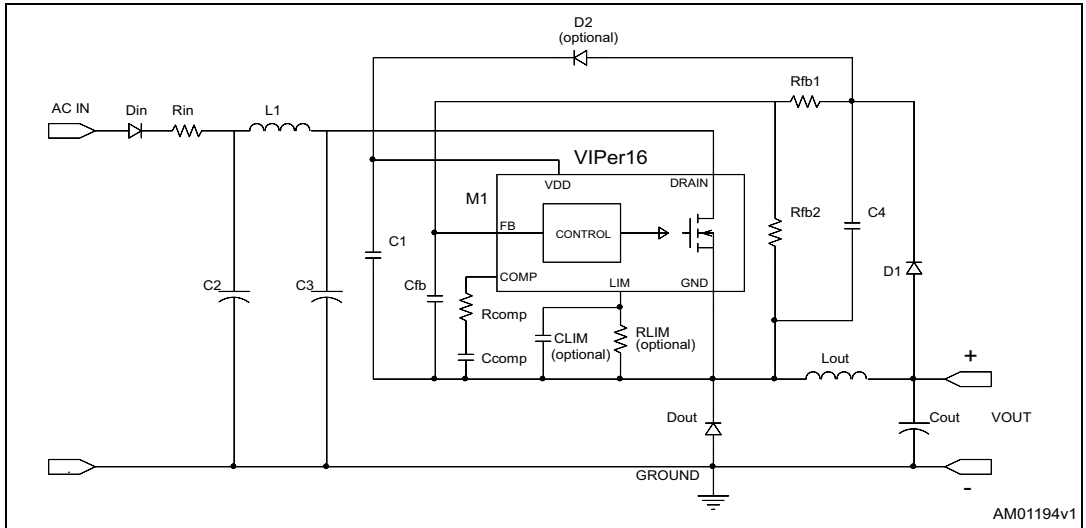 D2
(optional)
Rfb1
AC IN
Din
Rin
L1
VIPer16
VDD
DRAIN
M1
Rfb2
C4
FB
CONTROL
C1
D1
COMP
LIM
GND
C2
C3
Cfb
Rcomp
CLIM
(optional)
RLIM
(optional)
Ccomp
Lout
+
Dout
Cout
VOUT
GROUND
-
AM01194v1